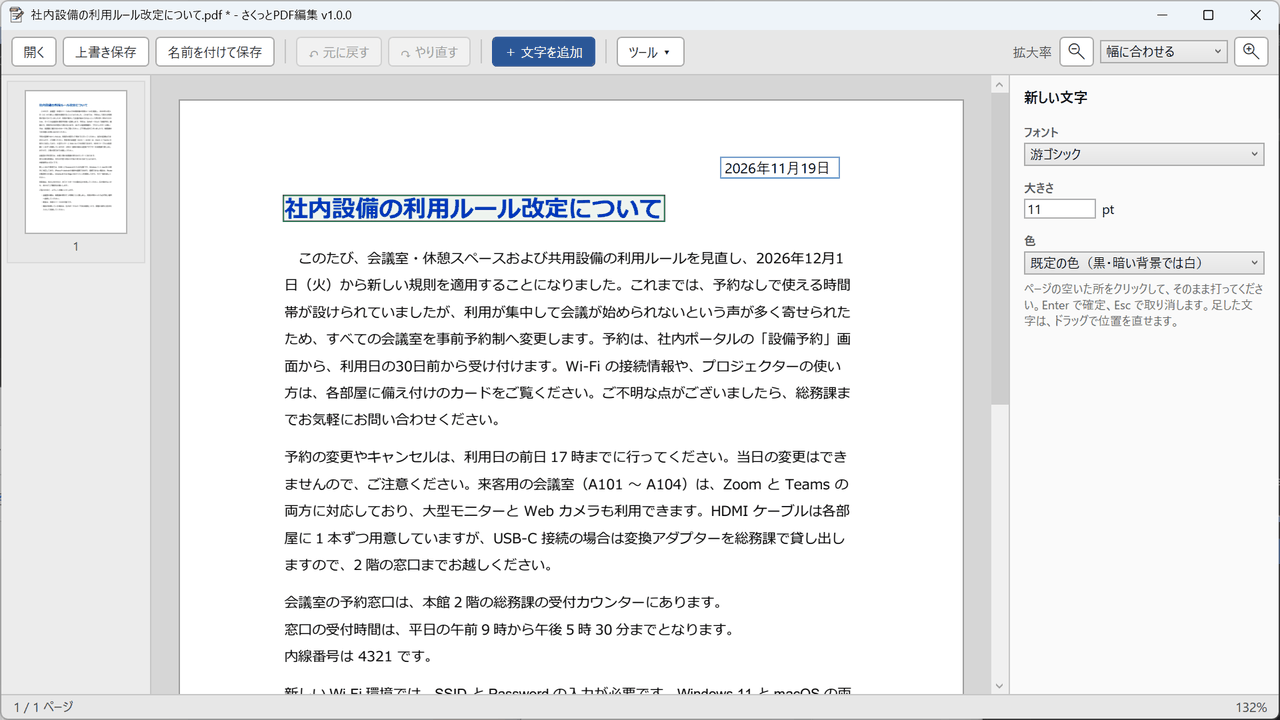 社内設備の利用ルール改定について.pdf * - さくっとPDF編集 v1.0.0
開く 上書き保存 名前を付けて保存 元に戻す やり直す + 文字を追加 ツール ▼ 拡大率 幅に合わせる
1
2026年11月19日
社内設備の利用ルール改定について
このたび、会議室・休憩スペースおよび共用設備の利用ルールを見直し、2026年12月1
日（火）から新しい規則を適用することになりました。これまでは、予約なしで使える時間
帯が設けられていましたが、利用が集中して会議が始められないという声が多く寄せられた
ため、すべての会議室を事前予約制へ変更します。予約は、社内ポータルの「設備予約」画
面から、利用日の30日前から受け付けます。Wi-Fi の接続情報や、プロジェクターの使い
方は、各部屋に備え付けのカードをご覧ください。ご不明な点がございましたら、総務課ま
でお気軽にお問い合わせください。
予約の変更やキャンセルは、利用日の前日 17 時までに行ってください。当日の変更はでき
ませんので、ご注意ください。来客用の会議室（A101 ～ A104）は、Zoom と Teams の
両方に対応しており、大型モニターと Web カメラも利用できます。HDMI ケーブルは各部
屋に 1 本ずつ用意していますが、USB-C 接続の場合は変換アダプターを総務課で貸し出し
ますので、2 階の窓口までお越しください。
会議室の予約窓口は、本館 2 階の総務課の受付カウンターにあります。
窓口の受付時間は、平日の午前 9 時から午後 5 時 30 分までとなります。
内線番号は 4321 です。
新しい Wi-Fi 環境では、SSID と Password の入力が必要です。Windows 11 と macOS の両
新しい文字
フォント
游ゴシック
大きさ
11 pt
色
既定の色（黒・暗い背景では白）
ページの空いた所をクリックして、そのまま打ってくださ
い。Enter で確定、Esc で取り消します。足した文
字は、ドラッグで位置を直せます。
1 / 1 ページ
132%